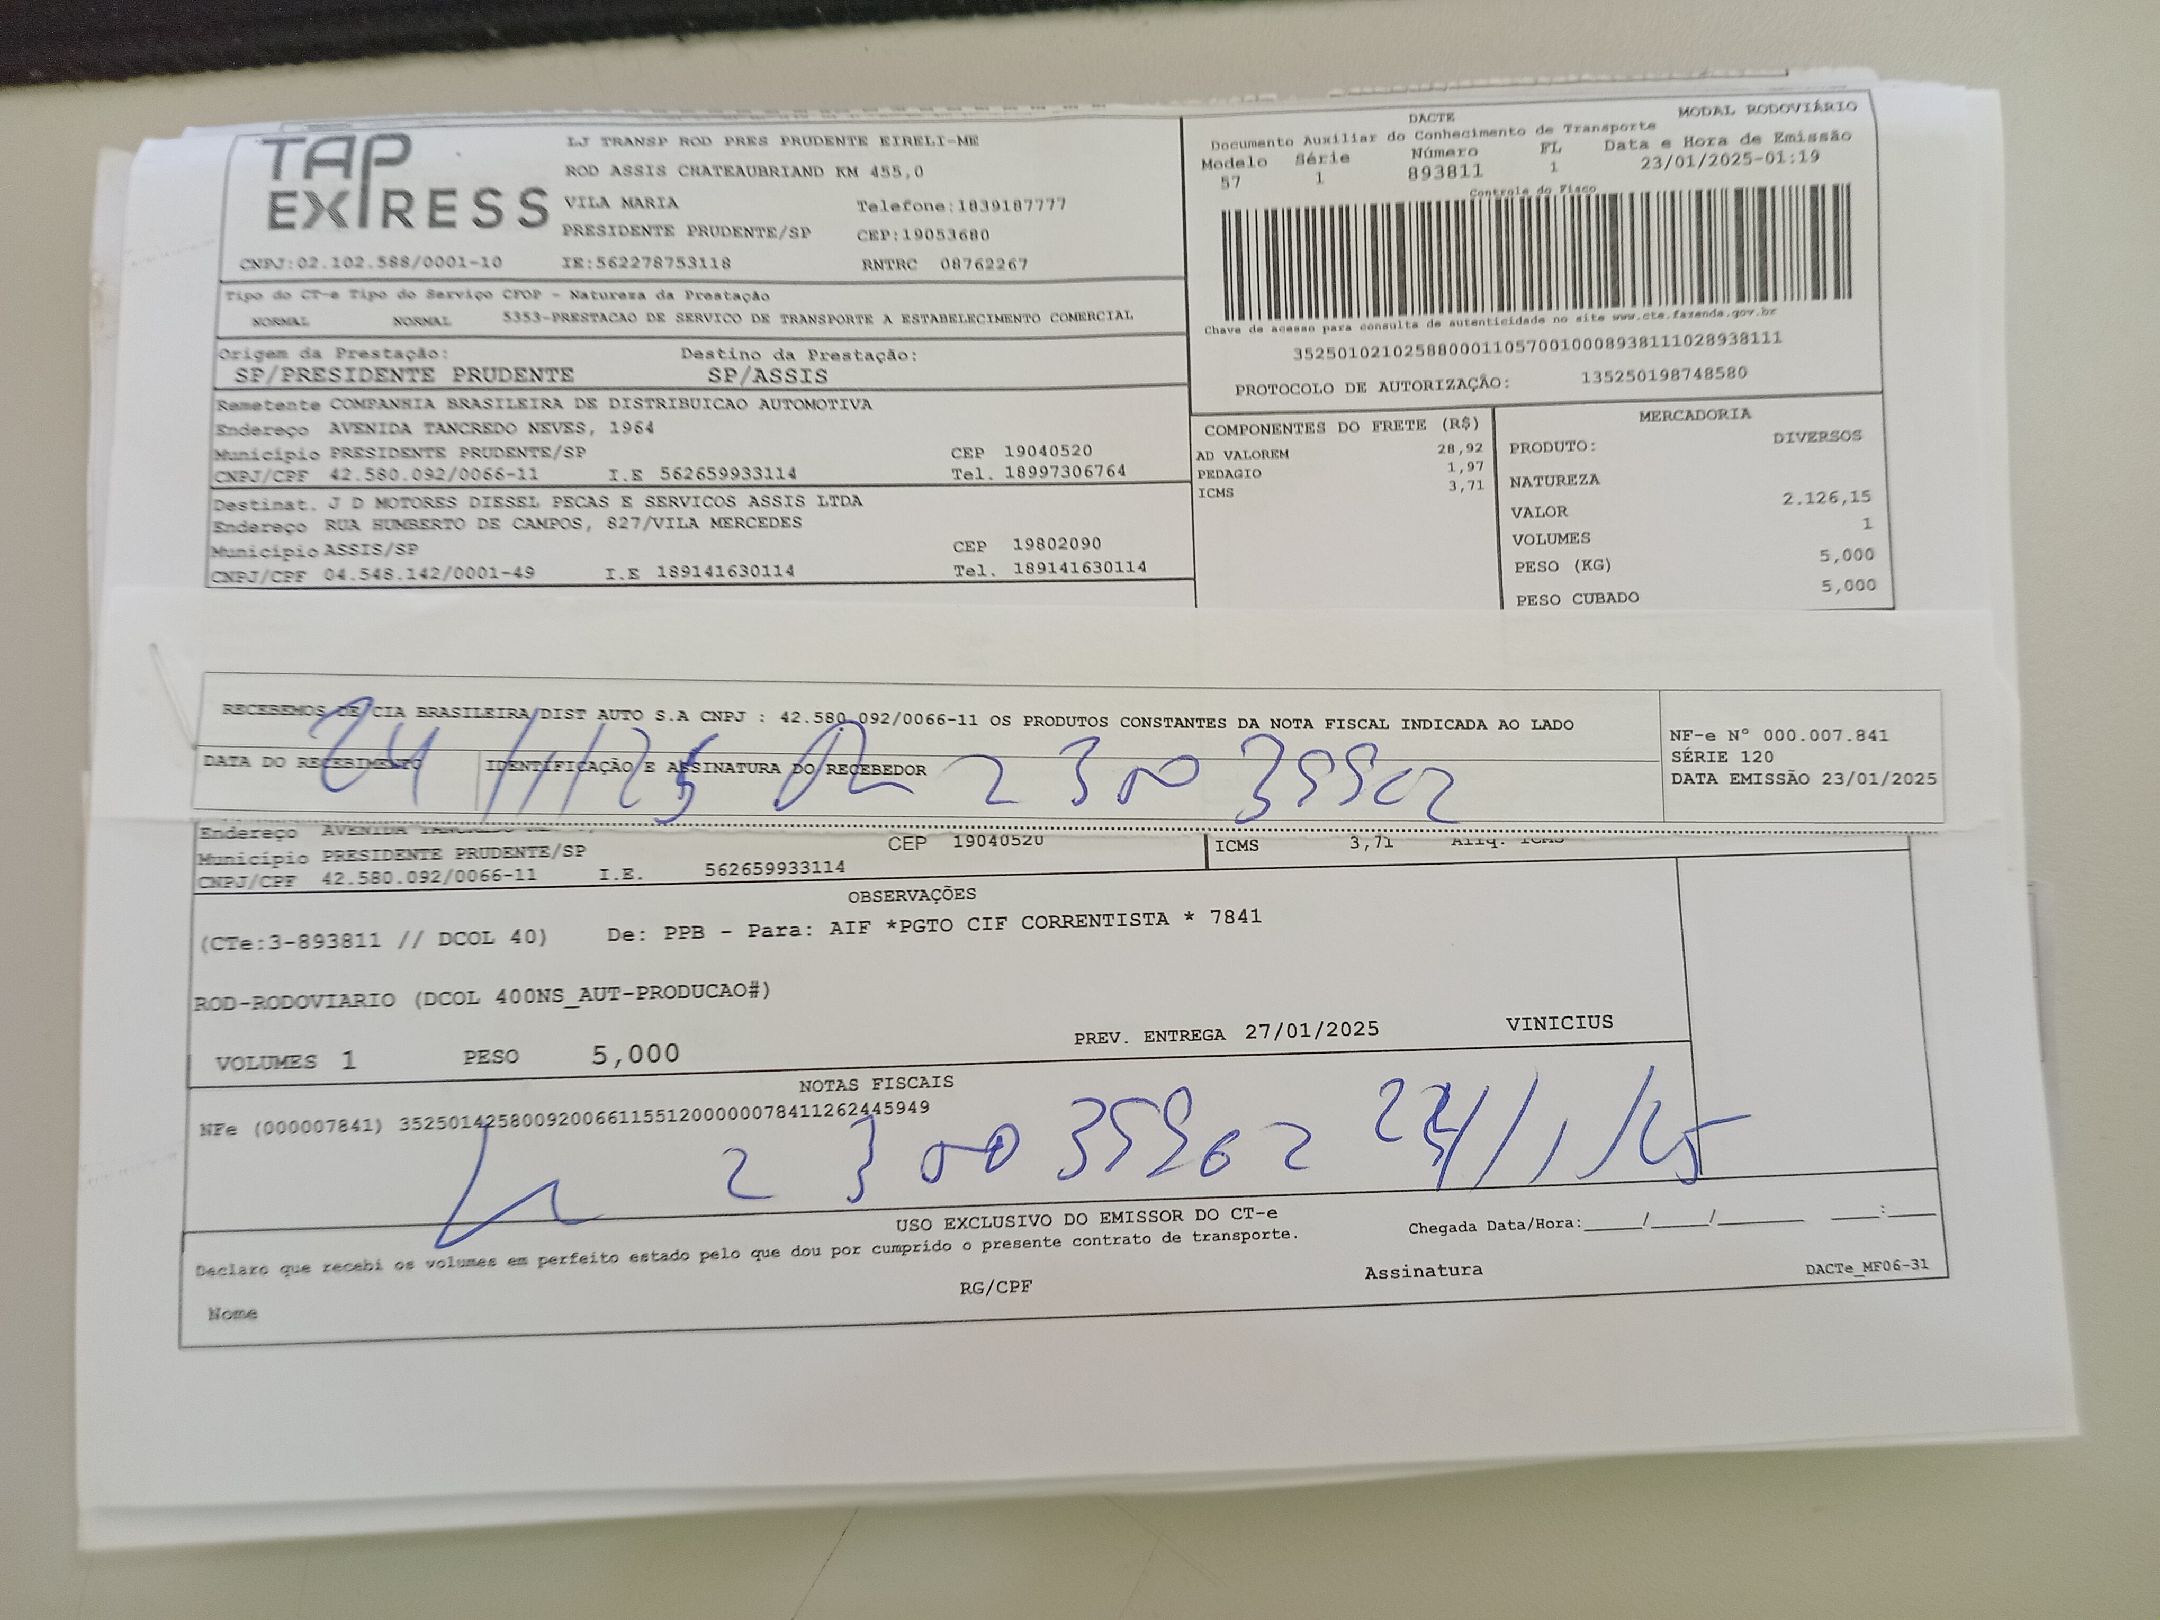 TAP EXPRESS
LJ TRANSP ROD PRES PRUDENTE EIRELI-ME
ROD ASSIS CHATEAUBRIAND KM 455,0
VILA MARIA Telefone:1839187777
PRESIDENTE PRUDENTE/SP CEP:19053680
CNPJ:02.102.588/0001-10 IE:562278753118 RNTRC 08762267
DACTE MODAL RODOVIÁRIO
Documento Auxiliar do Conhecimento de Transporte
Modelo Série Número FL Data e Hora de Emissão
57 1 893811 1 23/01/2025-01:19
Controle do Fisco
Chave de acesso para consulta de autenticidade no site www.cte.fazenda.gov.br
35250102102588000110570010008938111028938111
PROTOCOLO DE AUTORIZAÇÃO: 135250198748580
Tipo do CT-e Tipo do Serviço CFOP - Natureza da Prestação
NORMAL NORMAL 5353-PRESTACAO DE SERVICO DE TRANSPORTE A ESTABELECIMENTO COMERCIAL
Origem da Prestação: Destino da Prestação:
SP/PRESIDENTE PRUDENTE SP/ASSIS
Remetente COMPANHIA BRASILEIRA DE DISTRIBUICAO AUTOMOTIVA
Endereço AVENIDA TANCREDO NEVES, 1964
Município PRESIDENTE PRUDENTE/SP CEP 19040520
CNPJ/CPF 42.580.092/0066-11 I.E 562659933114 Tel. 18997306764
Destinat. J D MOTORES DIESEL PECAS E SERVICOS ASSIS LTDA
Endereço RUA HUMBERTO DE CAMPOS, 827/VILA MERCEDES
Município ASSIS/SP CEP 19802090
CNPJ/CPF 04.548.142/0001-49 I.E 189141630114 Tel. 189141630114
COMPONENTES DO FRETE (R$)
AD VALOREM 28,92
PEDAGIO 1,97
ICMS 3,71
MERCADORIA
PRODUTO: DIVERSOS
NATUREZA
VALOR 2.126,15
VOLUMES 1
PESO (KG) 5,000
PESO CUBADO 5,000
RECEBEMOS DE CIA BRASILEIRA DIST AUTO S.A CNPJ : 42.580.092/0066-11 OS PRODUTOS CONSTANTES DA NOTA FISCAL INDICADA AO LADO
NF-e N° 000.007.841
SÉRIE 120
DATA EMISSÃO 23/01/2025
DATA DO RECEBIMENTO IDENTIFICAÇÃO E ASSINATURA DO RECEBEDOR
24/1/25
Endereço AVENIDA
Município PRESIDENTE PRUDENTE/SP CEP 19040520 ICMS 3,71 Alíq. ICMS
CNPJ/CPF 42.580.092/0066-11 I.E. 562659933114
OBSERVAÇÕES
(CTe:3-893811 // DCOL 40) De: PPB - Para: AIF *PGTO CIF CORRENTISTA * 7841
ROD-RODOVIARIO (DCOL 400NS_AUT-PRODUCAO#)
PREV. ENTREGA 27/01/2025 VINICIUS
VOLUMES 1 PESO 5,000
NOTAS FISCAIS
NFe (000007841) 35250142580092006611551200000078411262445949
24/1/25
USO EXCLUSIVO DO EMISSOR DO CT-e
Declaro que recebi os volumes em perfeito estado pelo que dou por cumprido o presente contrato de transporte.
Chegada Data/Hora:_____/_____/_______ ____:____
Nome RG/CPF Assinatura DACTe_MF06-31